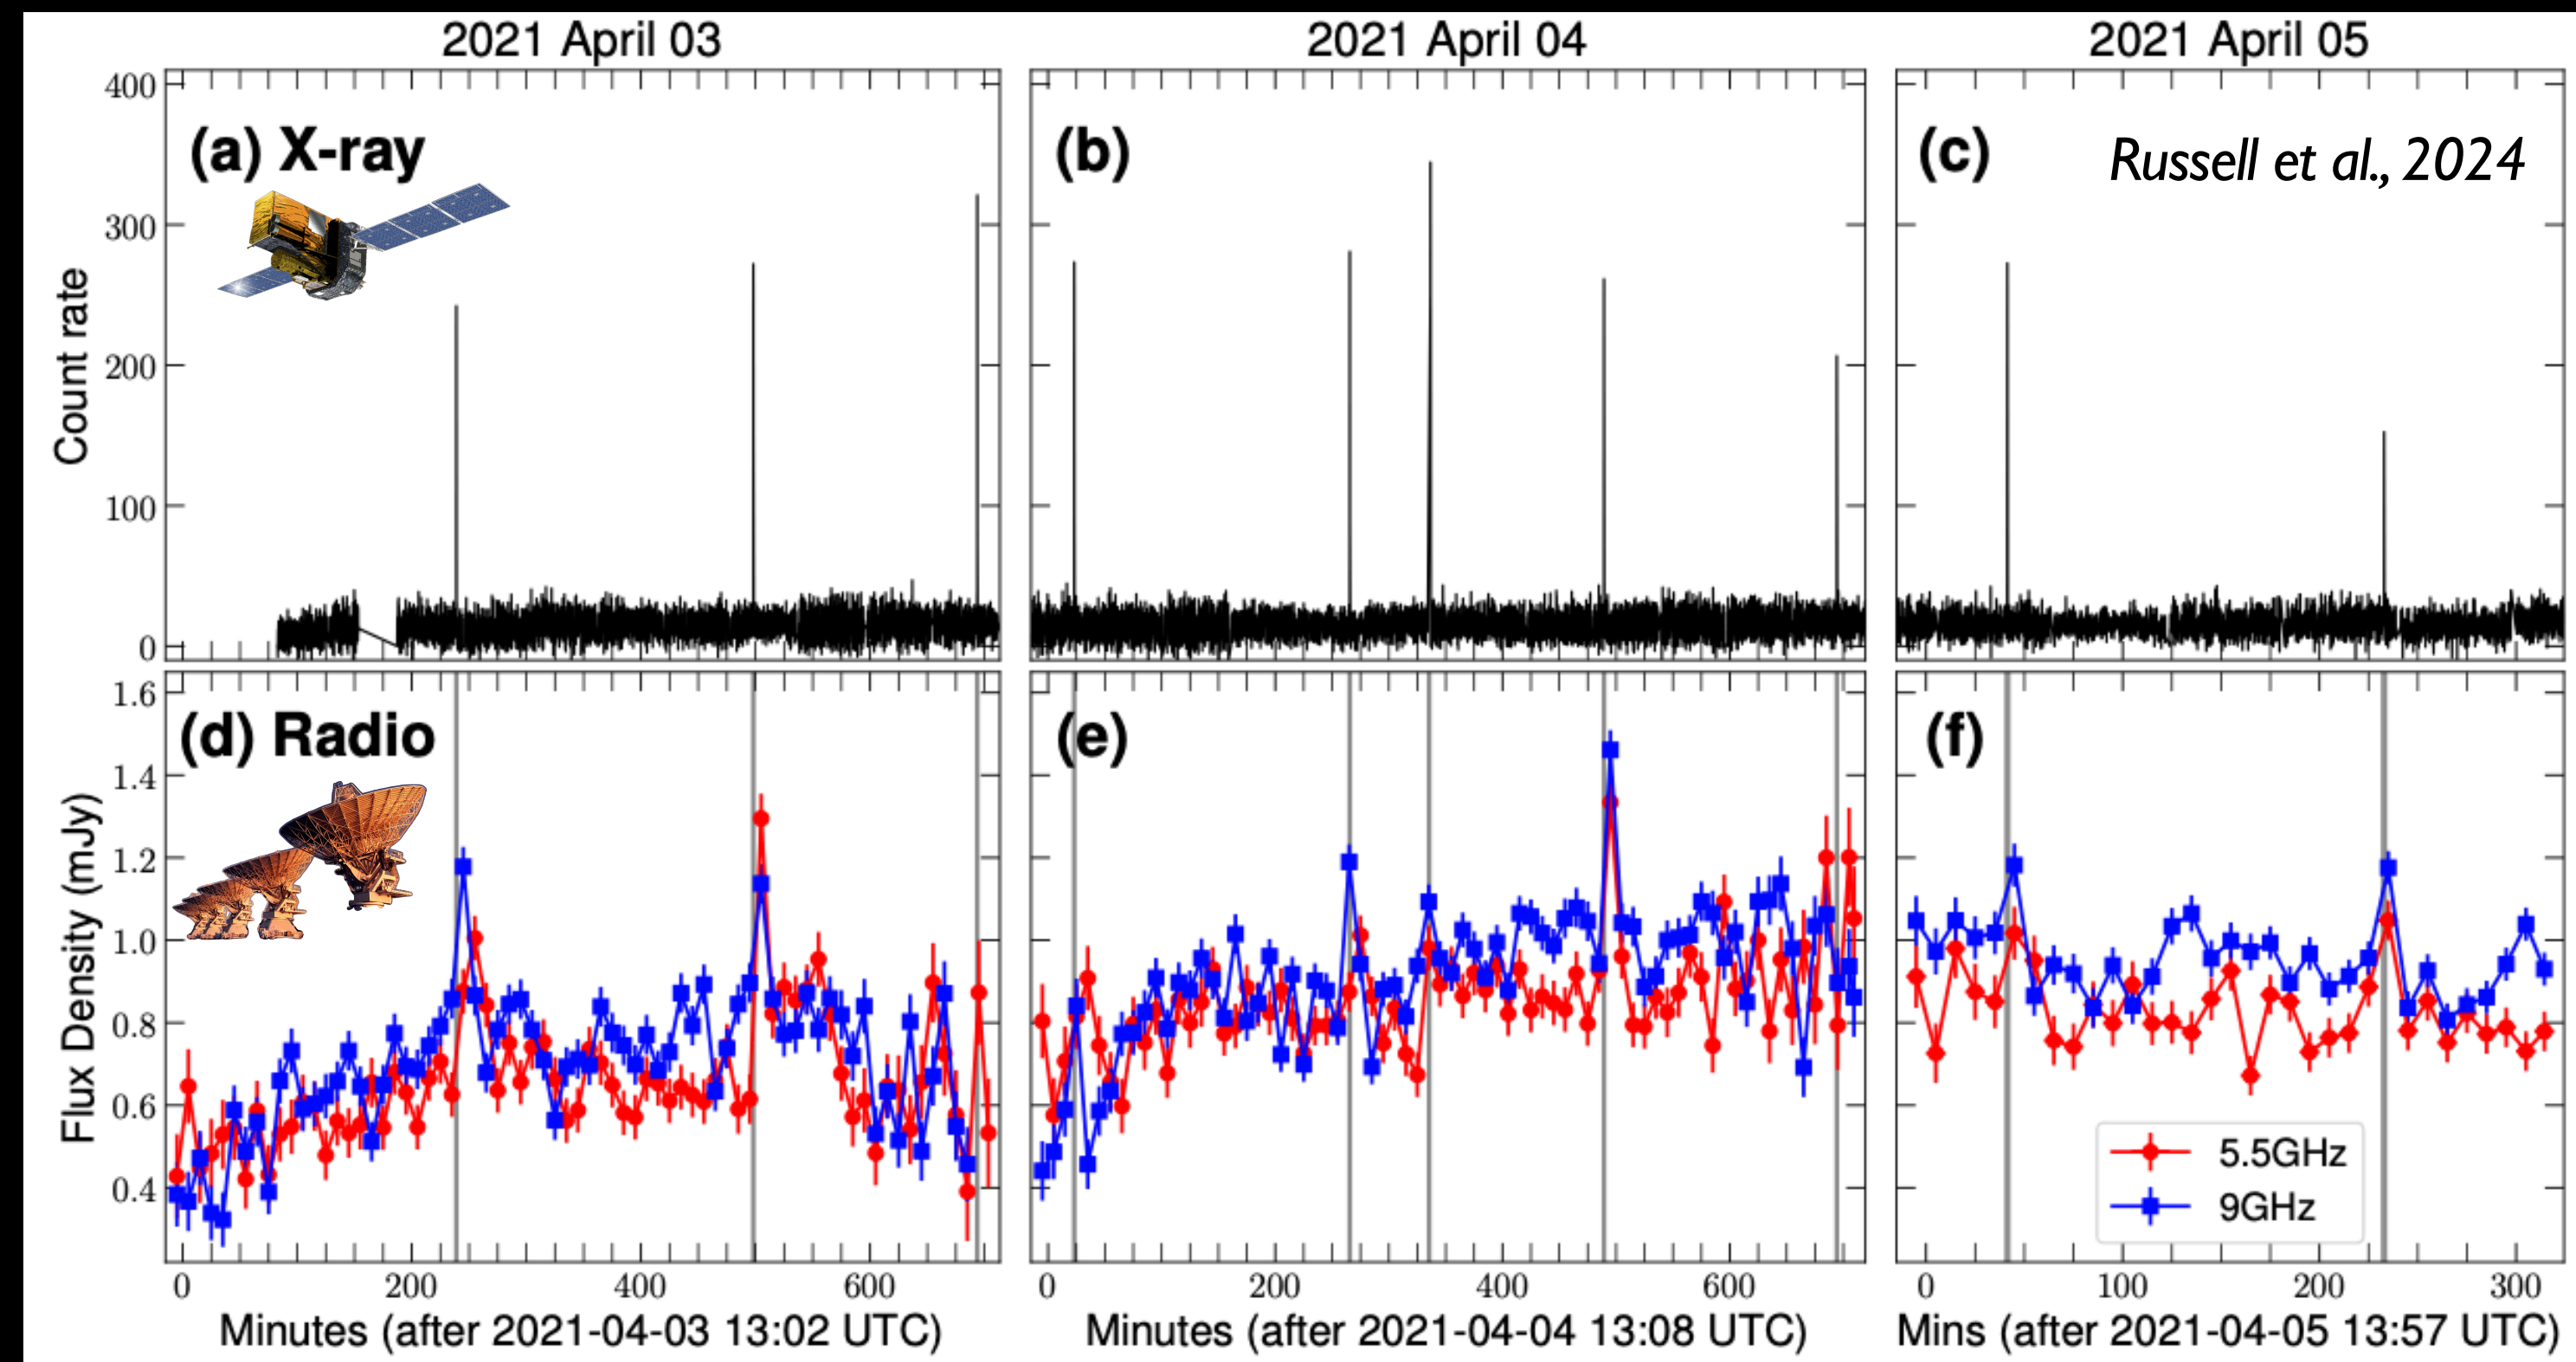 2021 April 03
2021 April 04
2021 April 05
400
300
200
100
0
Count rate
(a) X-ray
(b)
(c)
Russell et al., 2024
1.6
1.4
1.2
1.0
0.8
0.6
0.4
Flux Density (mJy)
(d) Radio
(e)
(f)
5.5GHz
9GHz
0 200 400 600
0 200 400 600
0 100 200 300
Minutes (after 2021-04-03 13:02 UTC)
Minutes (after 2021-04-04 13:08 UTC)
Mins (after 2021-04-05 13:57 UTC)